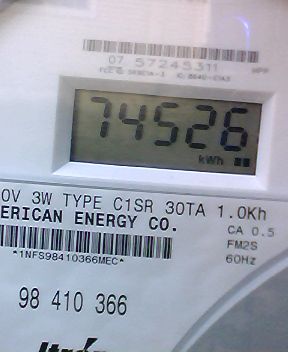 07 57245311
74526
kWh
0V 3W TYPE C1SR 30TA 1.0Kh
ERICAN ENERGY CO.
CA 0.5
FM2S
60Hz
*1NFS98410366MEC*
98 410 366
Itron